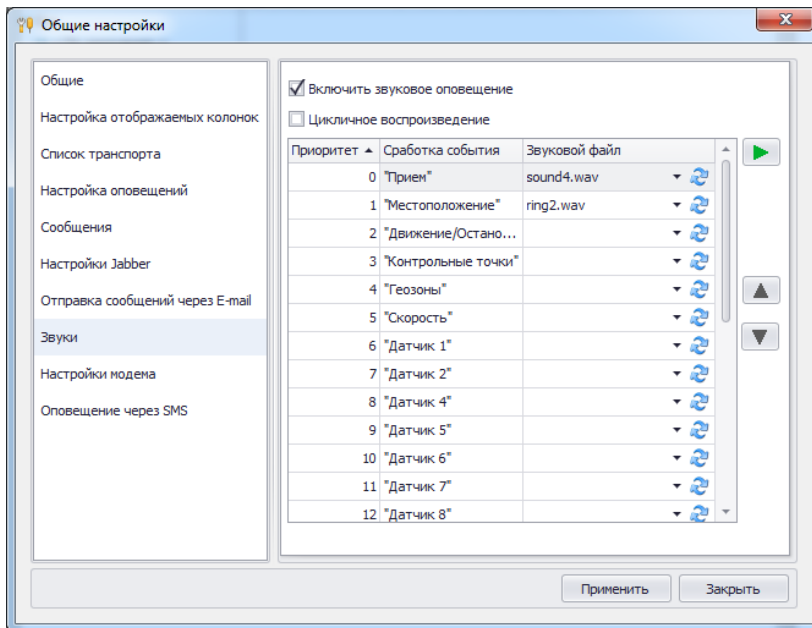 Общие настройки
Общие
Настройка отображаемых колонок
Список транспорта
Настройка оповещений
Сообщения
Настройки Jabber
Отправка сообщений через E-mail
Звуки
Настройки модема
Оповещение через SMS
Включить звуковое оповещение
Цикличное воспроизведение
Приоритет Сработка события Звуковой файл
0 "Прием" sound4.wav
1 "Местоположение" ring2.wav
2 "Движение/Остано...
3 "Контрольные точки"
4 "Геозоны"
5 "Скорость"
6 "Датчик 1"
7 "Датчик 2"
8 "Датчик 4"
9 "Датчик 5"
10 "Датчик 6"
11 "Датчик 7"
12 "Датчик 8"
Применить Закрыть